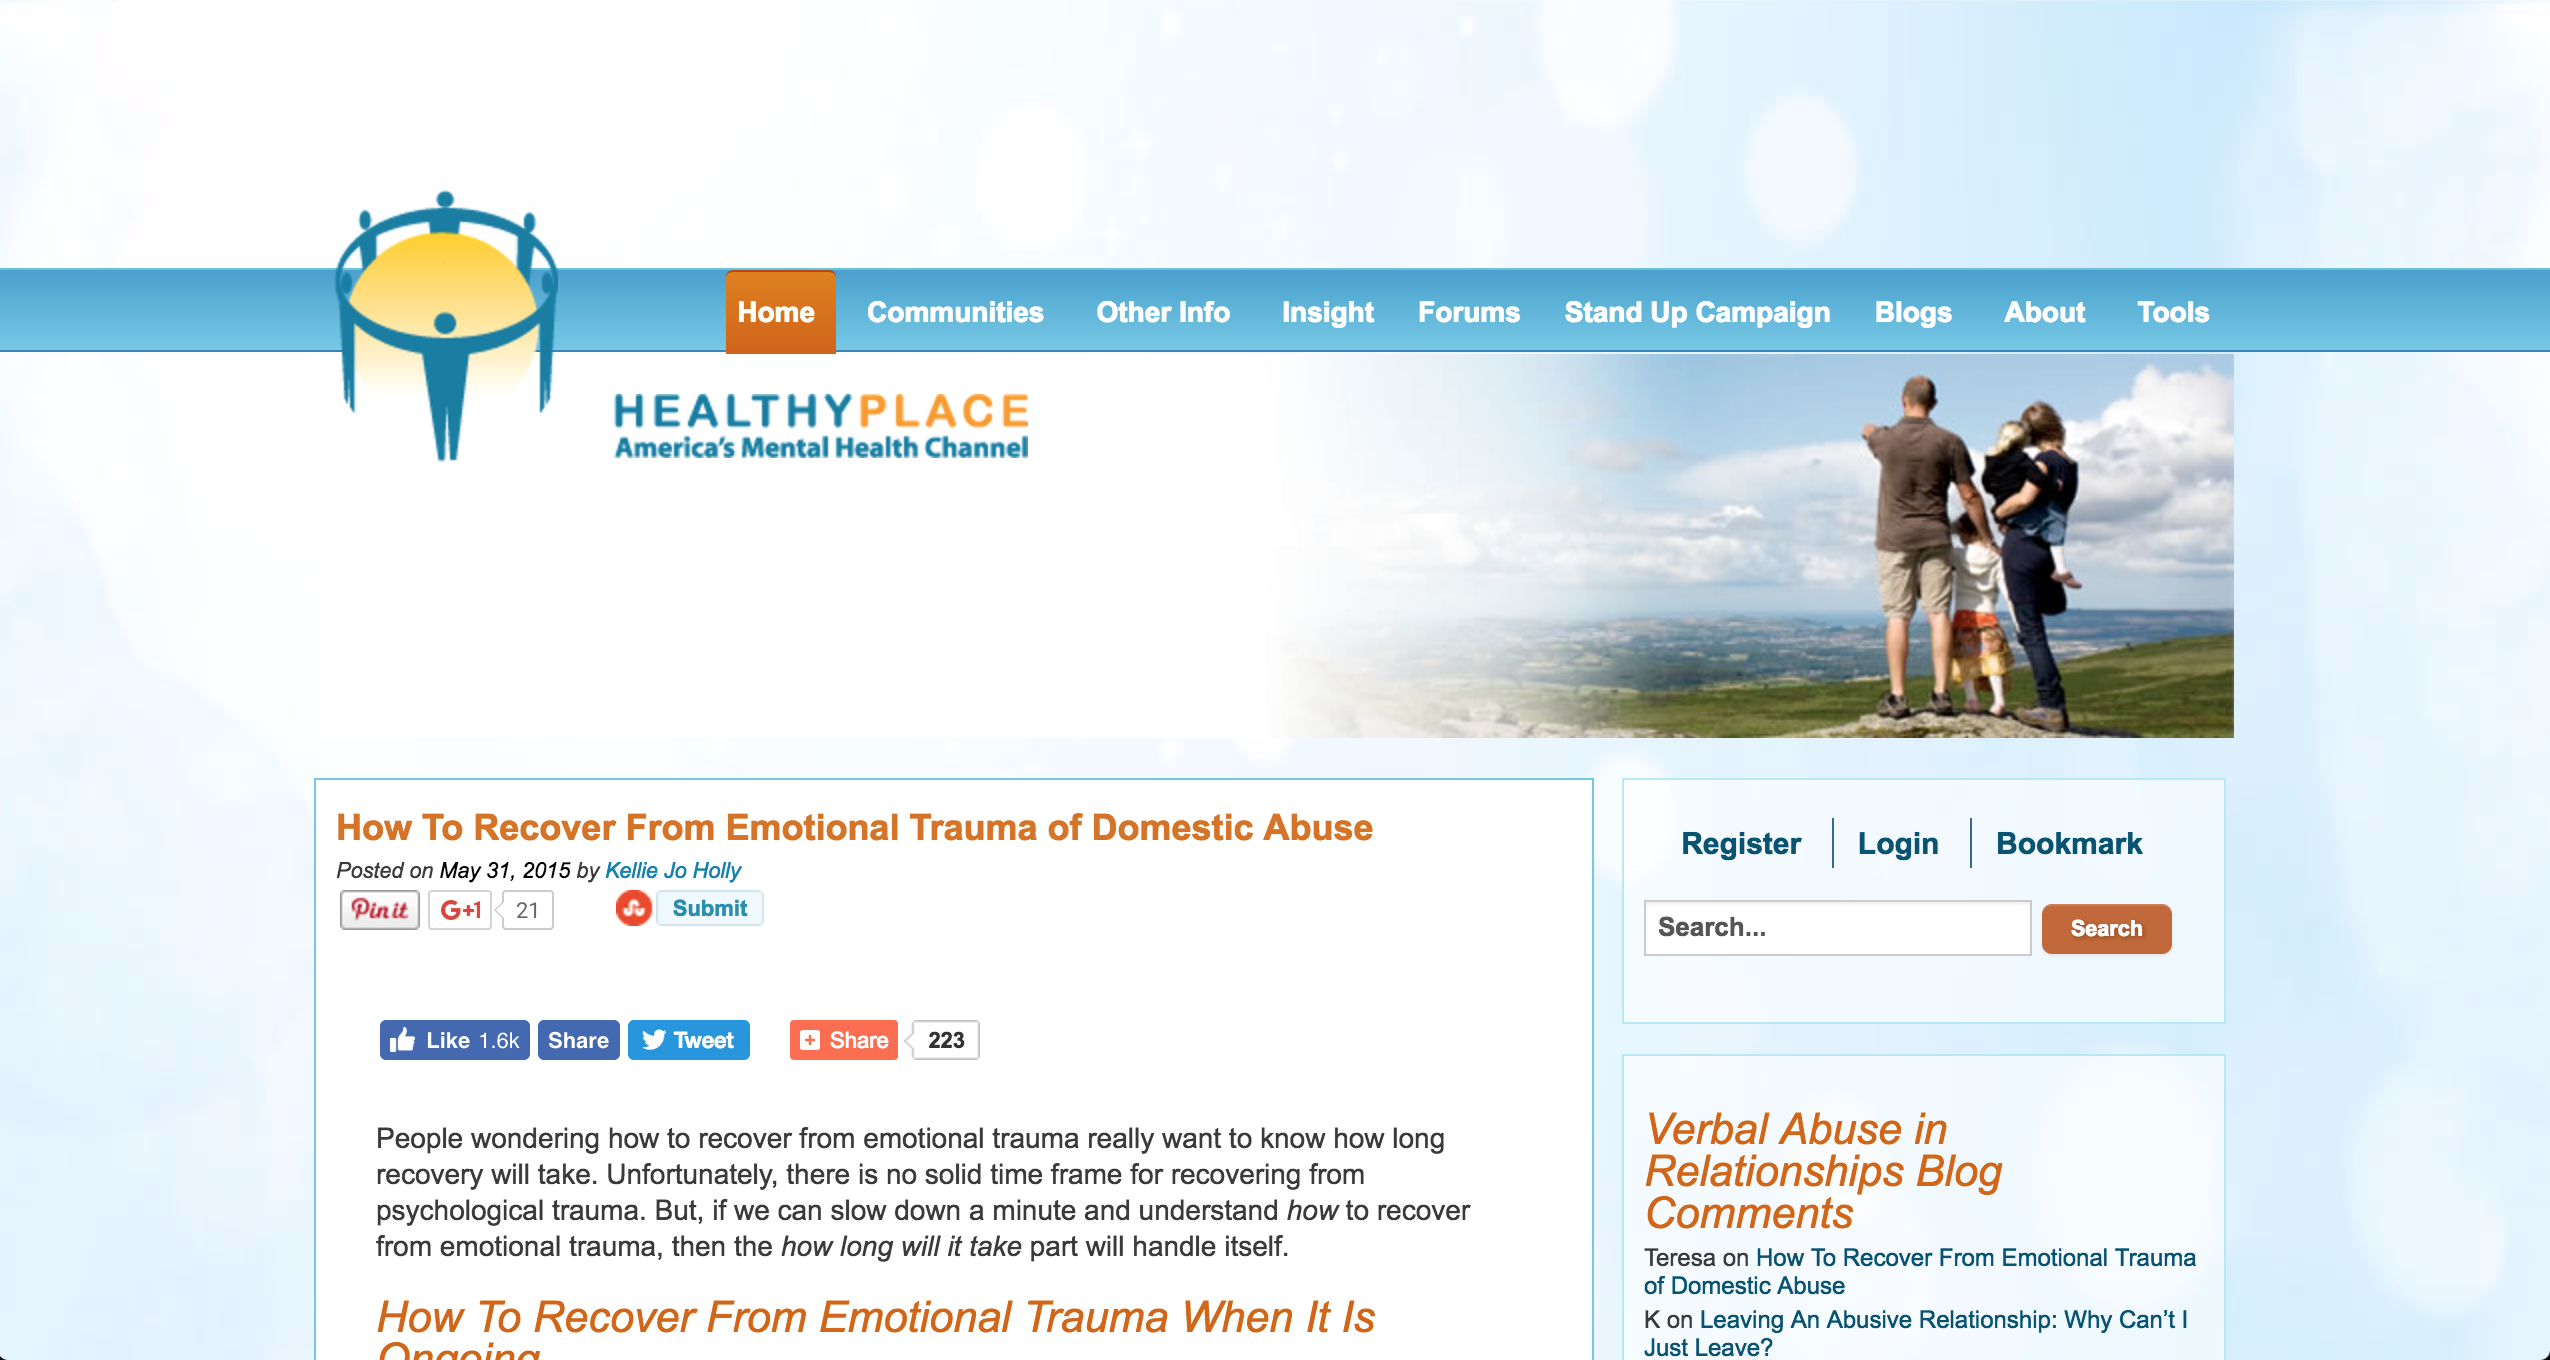 Home Communities Other Info Insight Forums Stand Up Campaign Blogs About Tools
HEALTHYPLACE
America's Mental Health Channel
How To Recover From Emotional Trauma of Domestic Abuse
Posted on May 31, 2015 by Kellie Jo Holly
Pin it G+1 21 Submit
Like 1.6k Share Tweet Share 223
People wondering how to recover from emotional trauma really want to know how long
recovery will take. Unfortunately, there is no solid time frame for recovering from
psychological trauma. But, if we can slow down a minute and understand how to recover
from emotional trauma, then the how long will it take part will handle itself.
How To Recover From Emotional Trauma When It Is
Ongoing
Register Login Bookmark
Search... Search
Verbal Abuse in
Relationships Blog
Comments
Teresa on How To Recover From Emotional Trauma
of Domestic Abuse
K on Leaving An Abusive Relationship: Why Can't I
Just Leave?